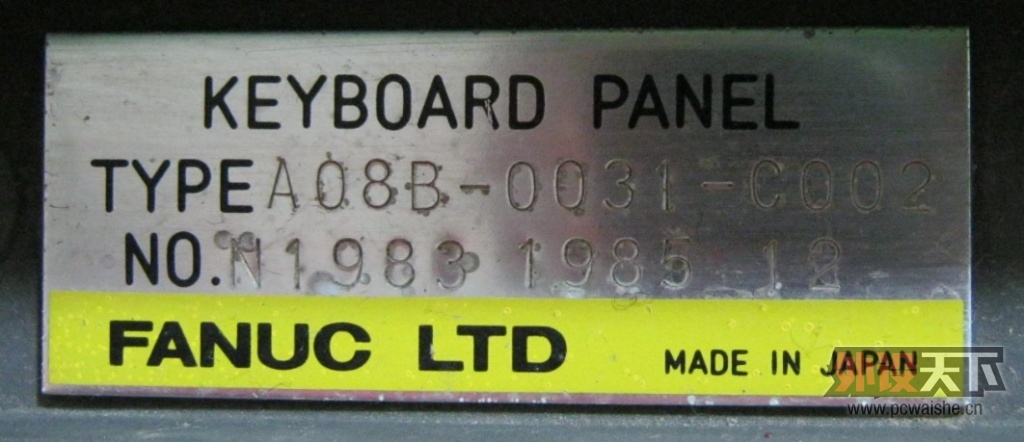 KEYBOARD PANEL
TYPE A08B-0031-C002
NO. N1983 1985 12
FANUC LTD MADE IN JAPAN
外设天下
www.pcwaishe.cn